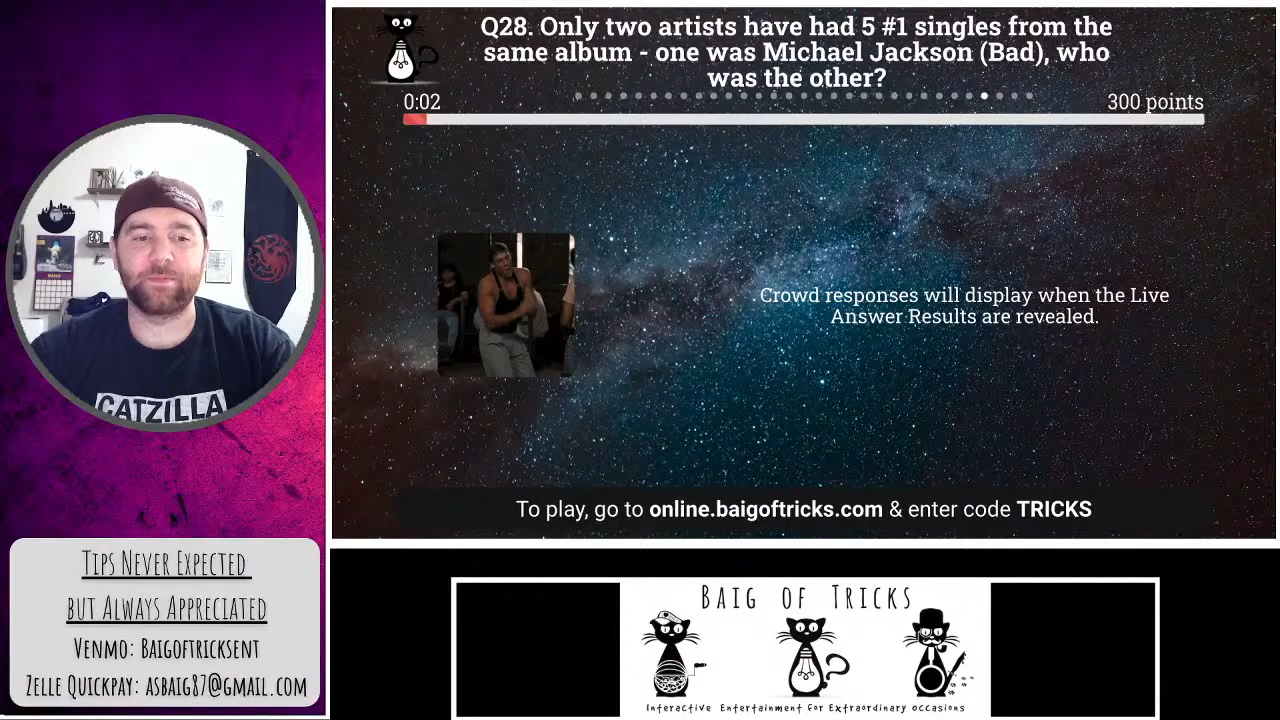 Q28. Only two artists have had 5 #1 singles from the
same album - one was Michael Jackson (Bad), who
was the other?
0:02
300 points
Crowd responses will display when the Live
Answer Results are revealed.
CATZILLA
To play, go to online.baigoftricks.com & enter code TRICKS
Tips Never Expected
but Always Appreciated
Venmo: Baigoftricksent
Zelle Quickpay: asbaig87@gmail.com
Baig of Tricks
Interactive Entertainment for Extraordinary Occasions